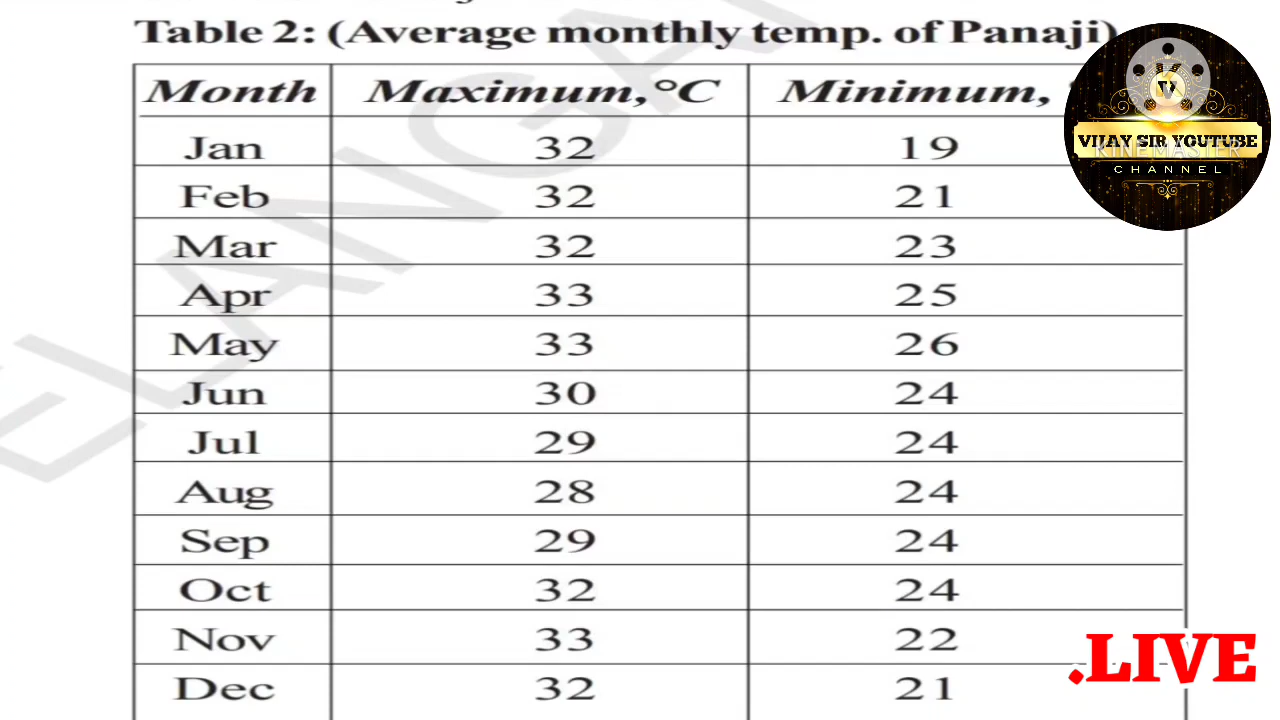 Table 2: (Average monthly temp. of Panaji)
Month Maximum,°C Minimum,
Jan 32 19
Feb 32 21
Mar 32 23
Apr 33 25
May 33 26
Jun 30 24
Jul 29 24
Aug 28 24
Sep 29 24
Oct 32 24
Nov 33 22
Dec 32 21
V
VIJAY SIR YOUTUBE
KINEMASTER
CHANNEL
.LIVE